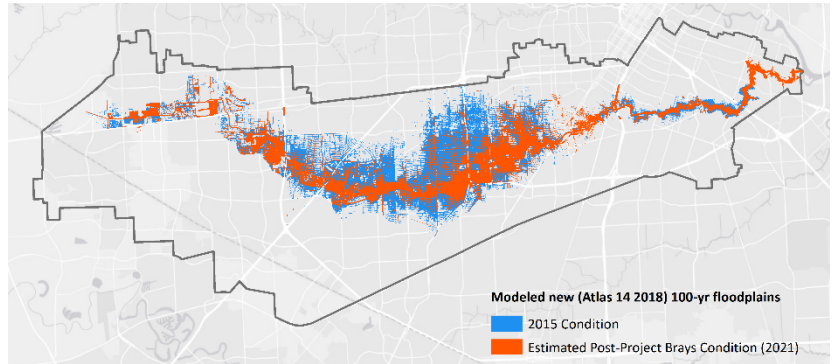 Modeled new (Atlas 14 2018) 100-yr floodplains
2015 Condition
Estimated Post-Project Brays Condition (2021)